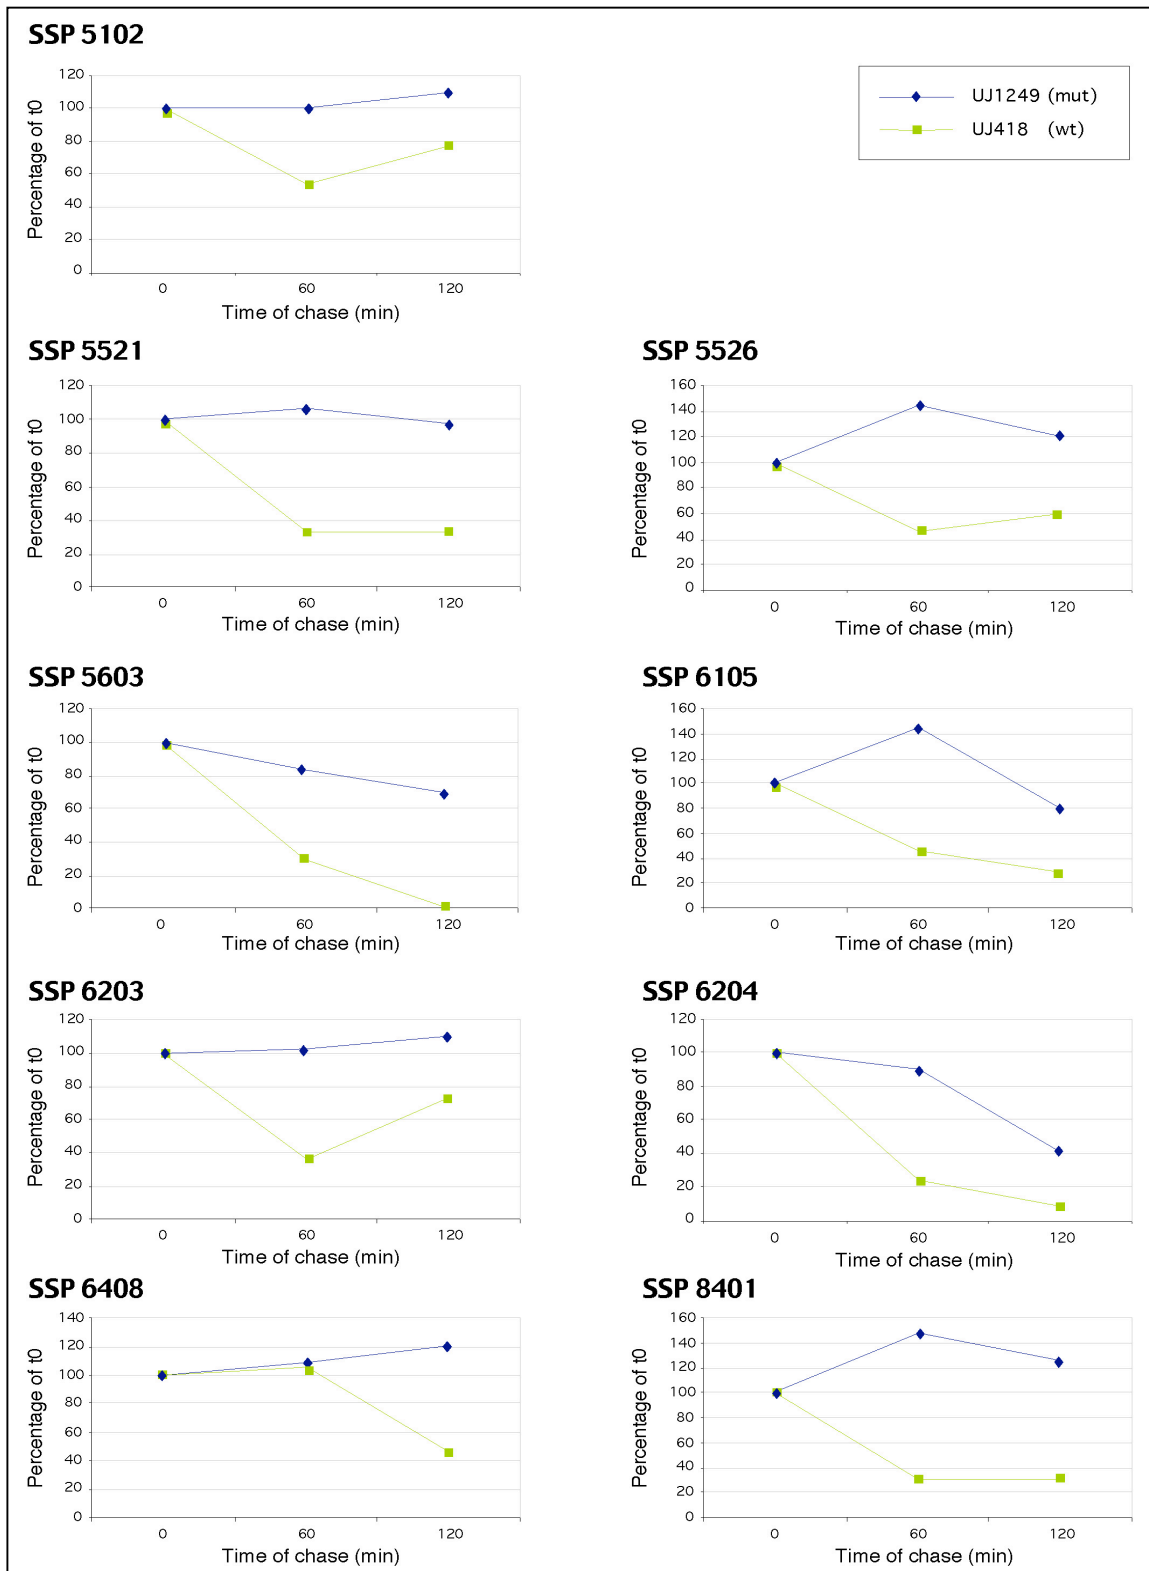 SSP 5102
120
100
80
60
40
20
0
Percentage of t0
0 60 120
Time of chase (min)
UJ1249 (mut)
UJ418 (wt)
SSP 5521
120
100
80
60
40
20
0
Percentage of t0
0 60 120
Time of chase (min)
SSP 5526
160
140
120
100
80
60
40
20
0
Percentage of t0
0 60 120
Time of chase (min)
SSP 5603
120
100
80
60
40
20
0
Percentage of t0
0 60 120
Time of chase (min)
SSP 6105
160
140
120
100
80
60
40
20
0
Percentage of t0
0 60 120
Time of chase (min)
SSP 6203
120
100
80
60
40
20
0
Percentage of t0
0 60 120
Time of chase (min)
SSP 6204
120
100
80
60
40
20
0
Percentage of t0
0 60 120
Time of chase (min)
SSP 6408
140
120
100
80
60
40
20
0
Percentage of t0
0 60 120
Time of chase (min)
SSP 8401
160
140
120
100
80
60
40
20
0
Percentage of t0
0 60 120
Time of chase (min)